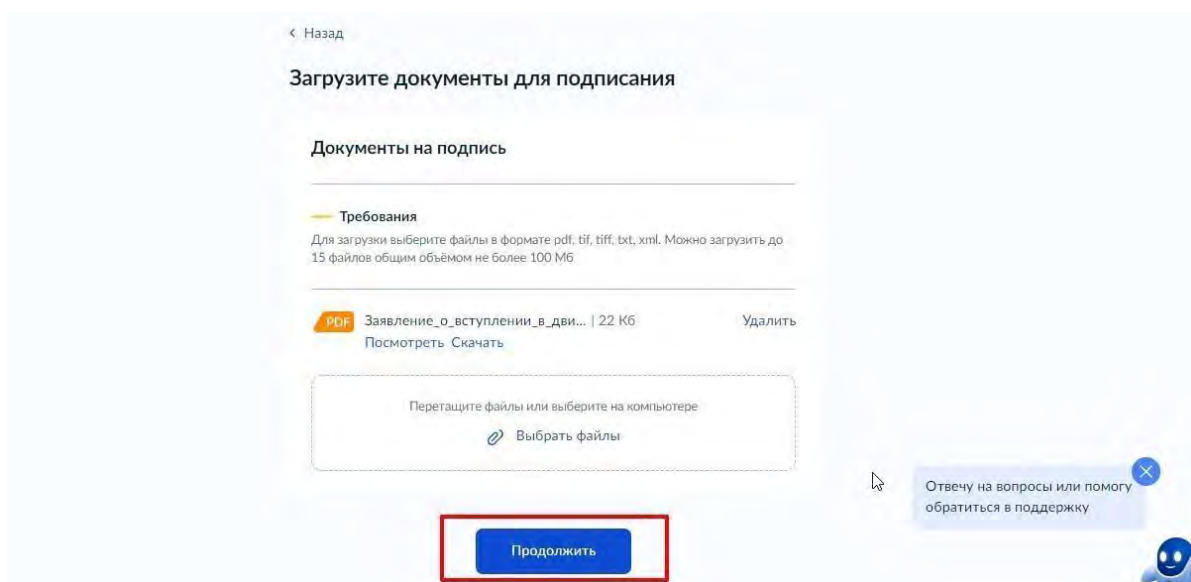 ‹ Назад
Загрузите документы для подписания
Документы на подпись
Требования
Для загрузки выберите файлы в формате pdf, tif, tiff, txt, xml. Можно загрузить до
15 файлов общим объёмом не более 100 Мб
PDF Заявление_о_вступлении_в_дви... | 22 Кб Удалить
Посмотреть Скачать
Перетащите файлы или выберите на компьютере
Выбрать файлы
Отвечу на вопросы или помогу
обратиться в поддержку
Продолжить